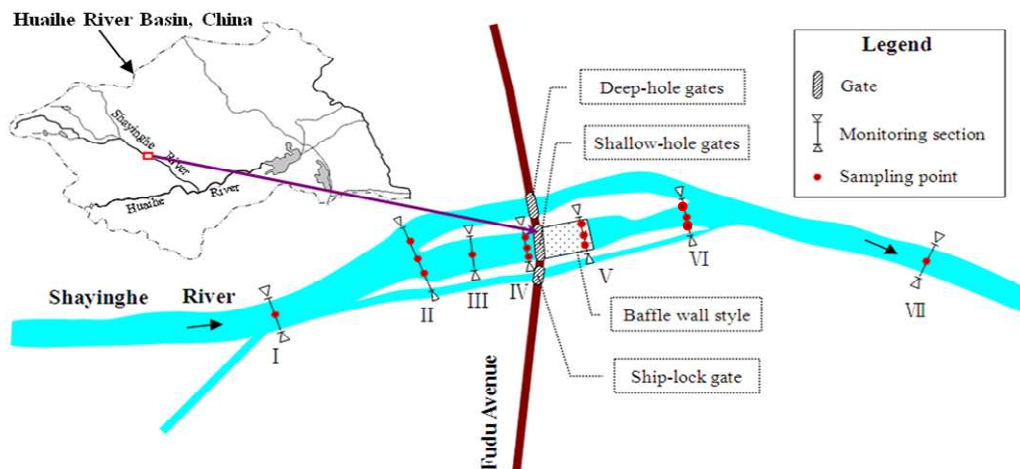 Huaihe River Basin, China
Shayinghe River
Huaihe River
Legend
Gate
Monitoring section
Sampling point
Deep-hole gates
Shallow-hole gates
Shayinghe River
I
II
III
IV
V
VI
VII
Baffle wall style
Ship-lock gate
Fudu Avenue